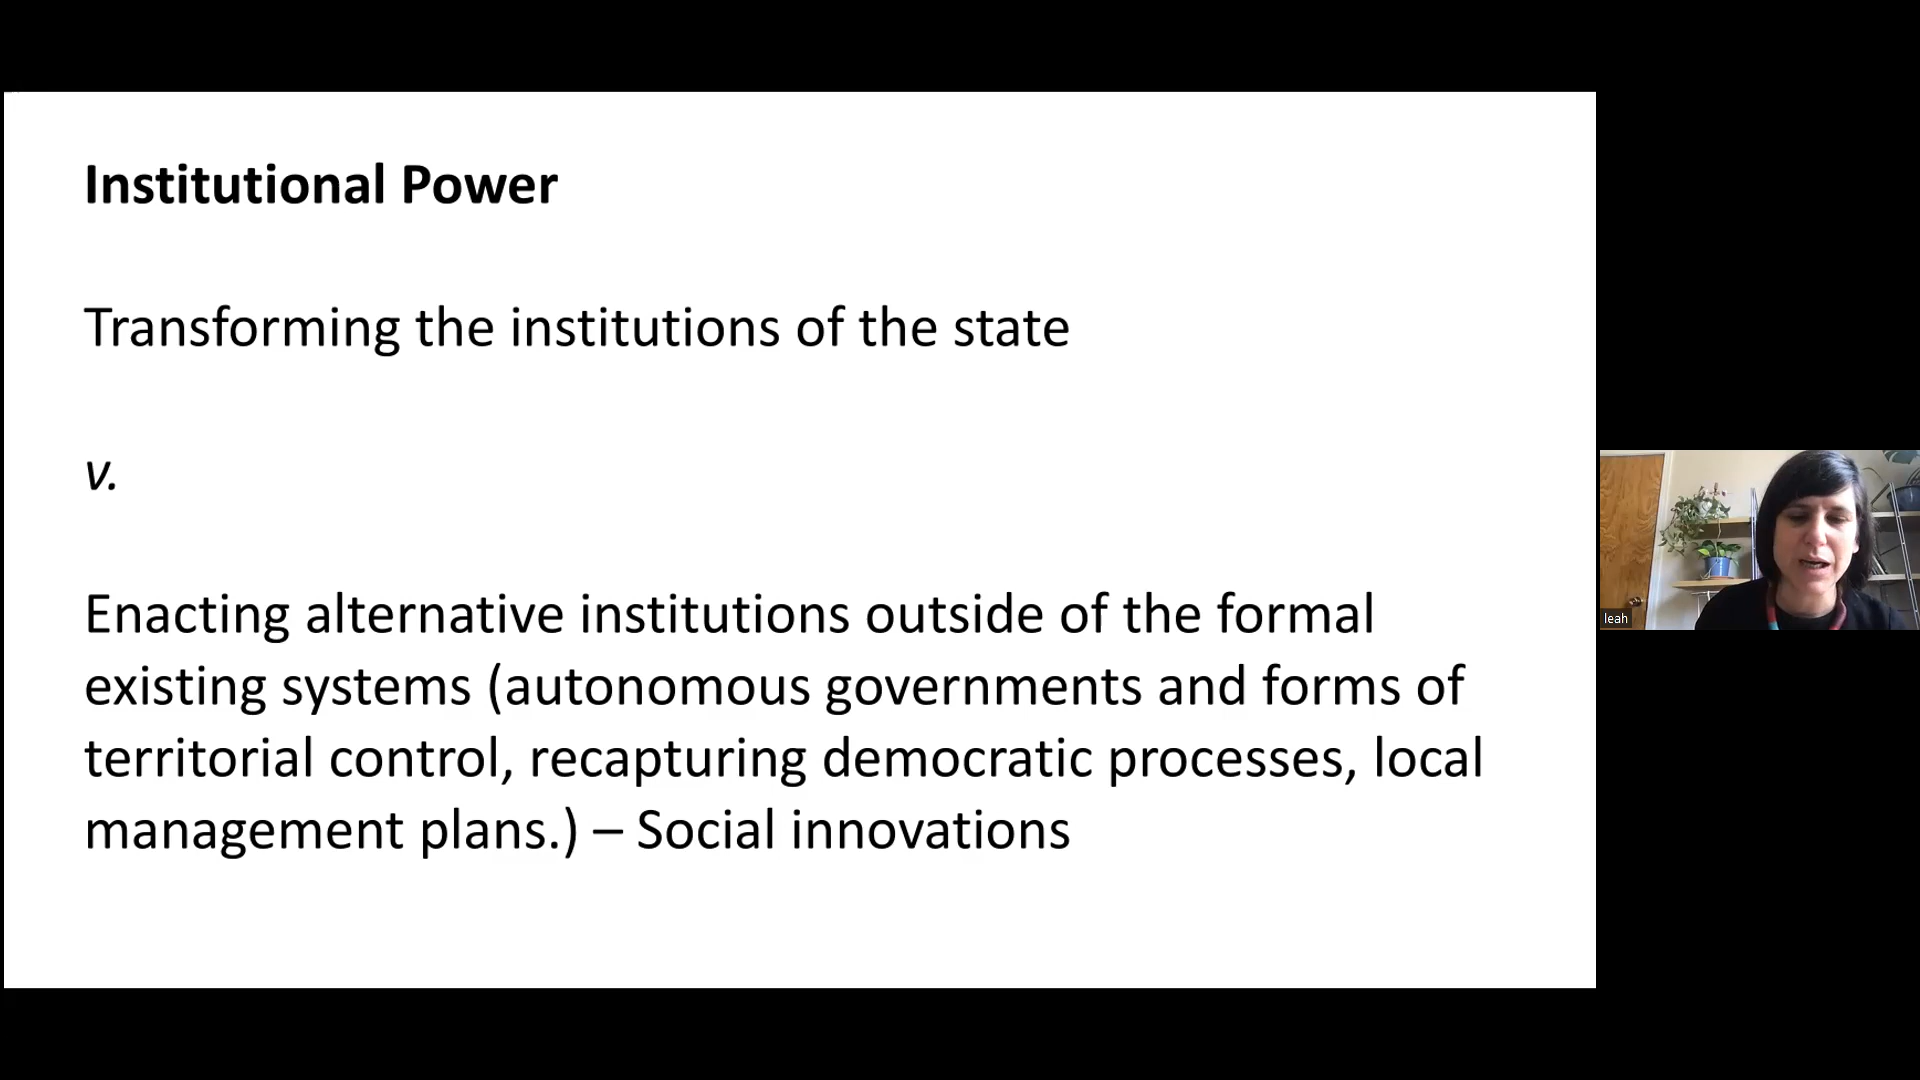 Institutional Power
Transforming the institutions of the state
v.
Enacting alternative institutions outside of the formal
existing systems (autonomous governments and forms of
territorial control, recapturing democratic processes, local
management plans.) – Social innovations
leah